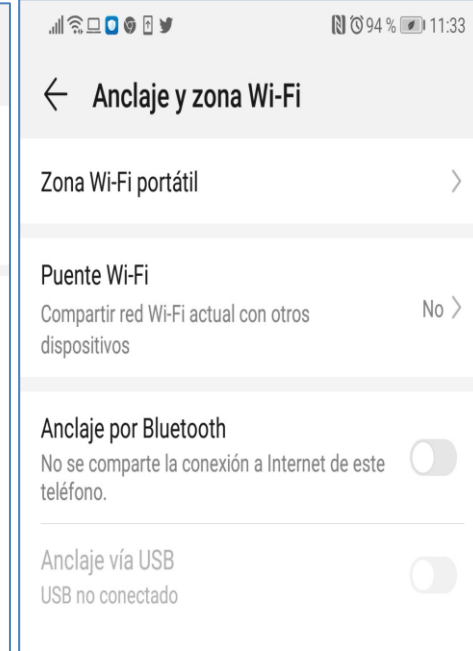 94 % 11:33
Anclaje y zona Wi-Fi
Zona Wi-Fi portátil
Puente Wi-Fi
Compartir red Wi-Fi actual con otros
dispositivos
No
Anclaje por Bluetooth
No se comparte la conexión a Internet de este
teléfono.
Anclaje vía USB
USB no conectado